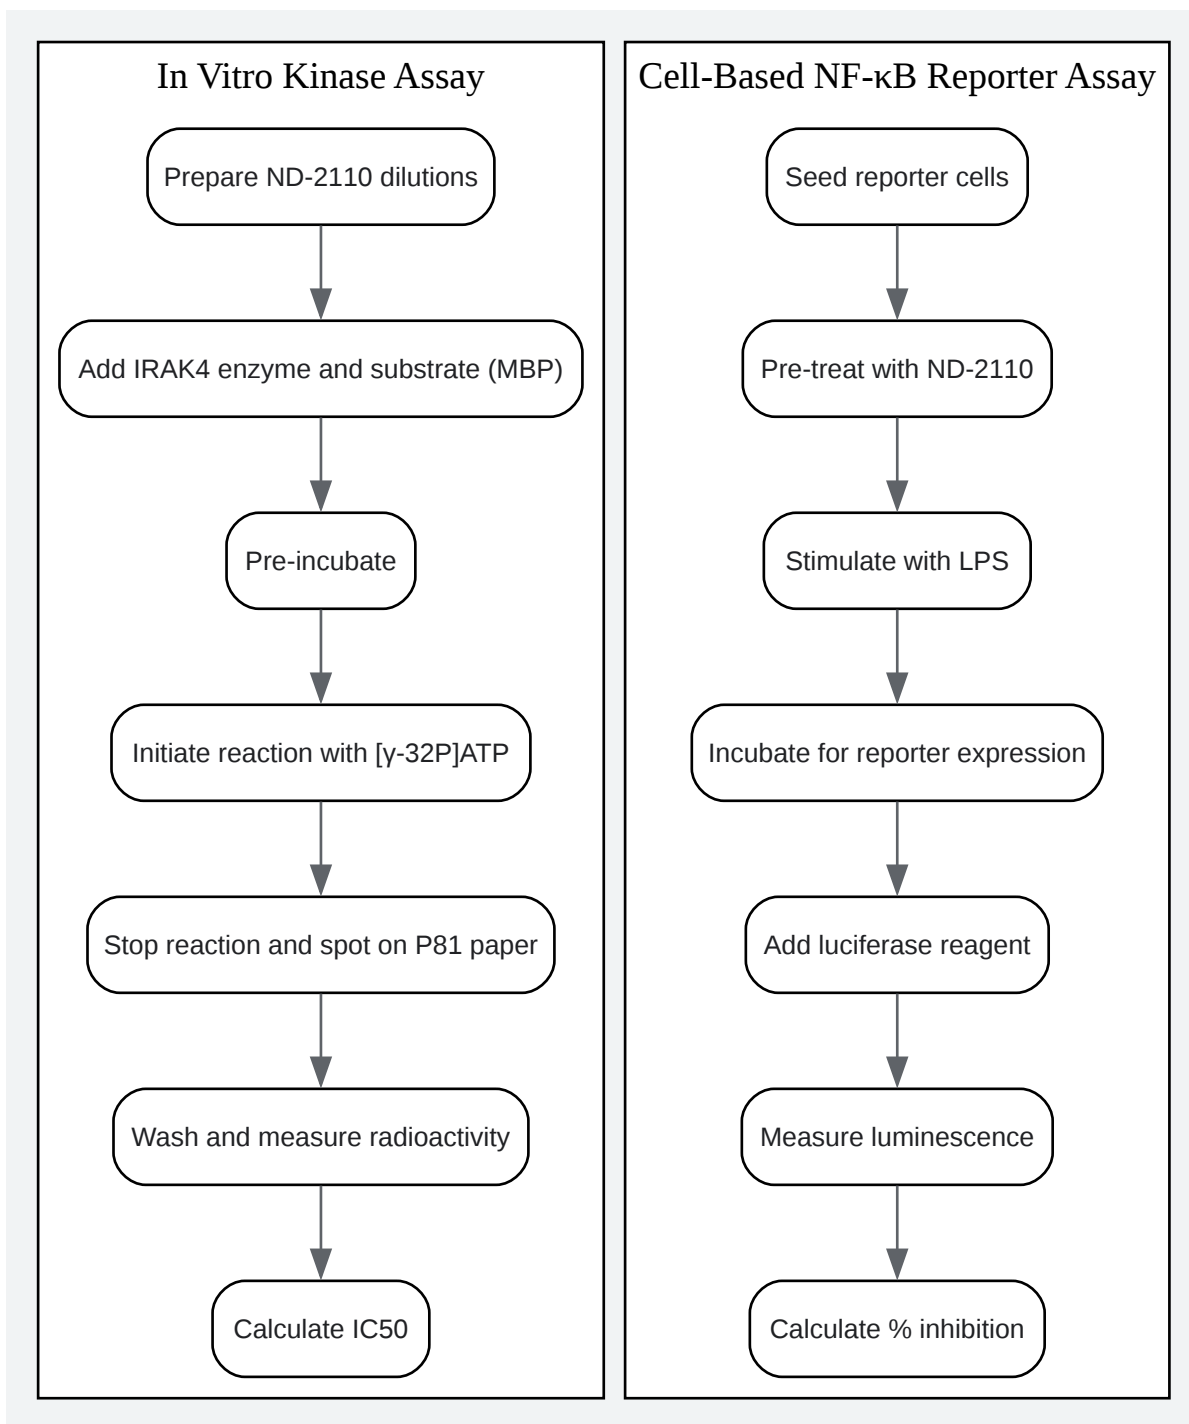 In Vitro Kinase Assay
Prepare ND-2110 dilutions
Add IRAK4 enzyme and substrate (MBP)
Pre-incubate
Initiate reaction with [γ-32P]ATP
Stop reaction and spot on P81 paper
Wash and measure radioactivity
Calculate IC50
Cell-Based NF-κB Reporter Assay
Seed reporter cells
Pre-treat with ND-2110
Stimulate with LPS
Incubate for reporter expression
Add luciferase reagent
Measure luminescence
Calculate % inhibition